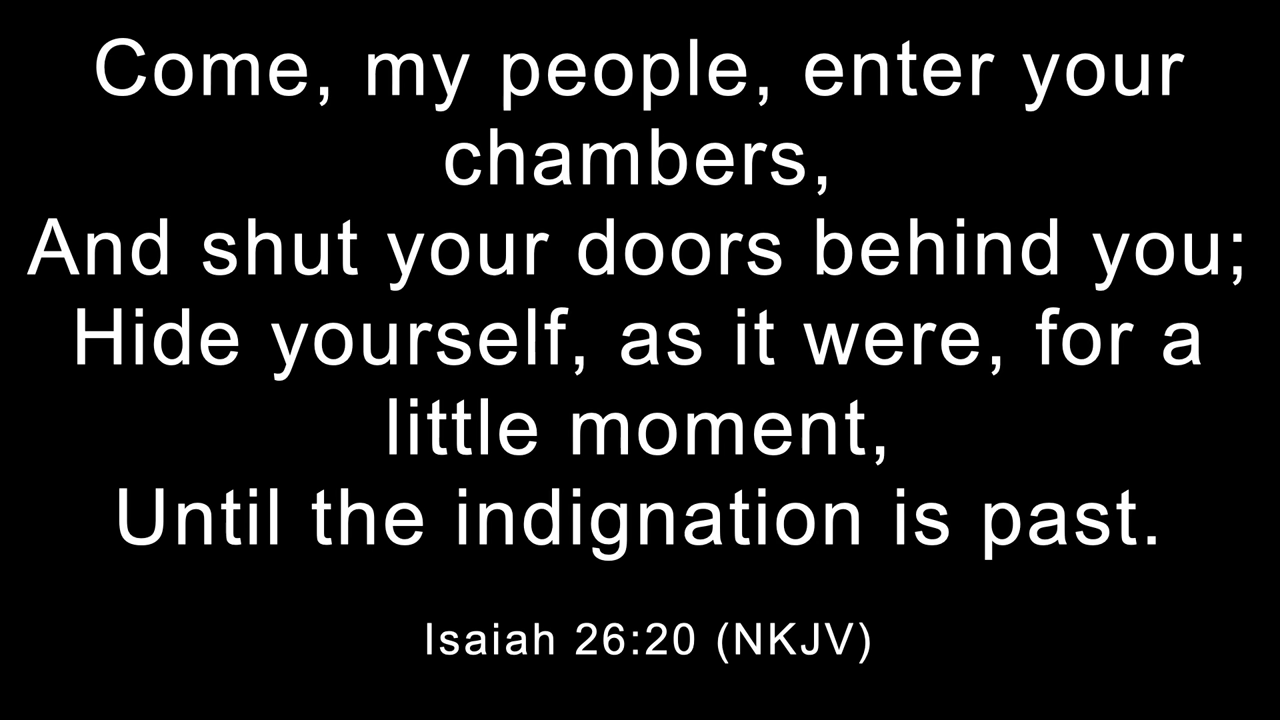 Come, my people, enter your
chambers,
And shut your doors behind you;
Hide yourself, as it were, for a
little moment,
Until the indignation is past.
Isaiah 26:20 (NKJV)